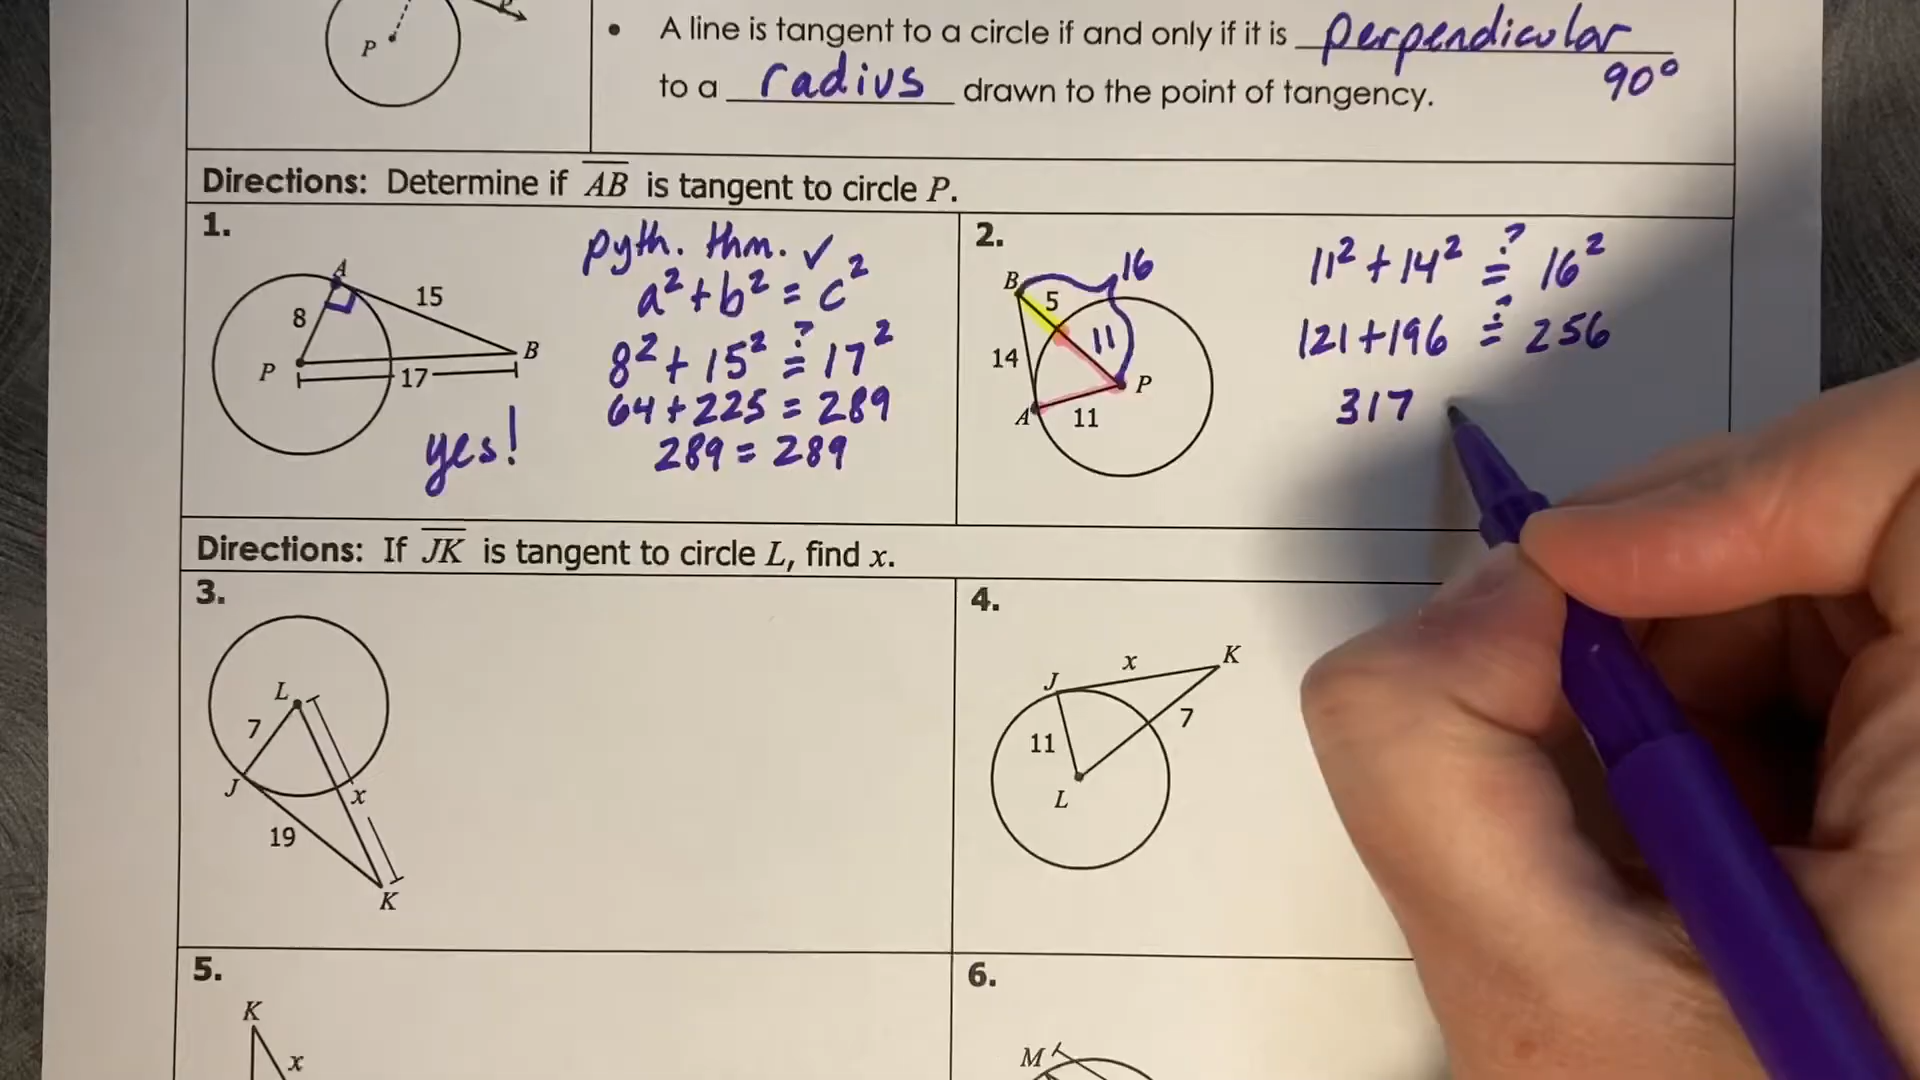 P
• A line is tangent to a circle if and only if it is perpendicular
90°
to a radius drawn to the point of tangency.
Directions: Determine if AB is tangent to circle P.
1.
A
15
8
P
B
17
yes!
pyth. thm. ✓
a² + b² = c²
8² + 15² ≟ 17²
64 + 225 = 289
289 = 289
2.
B
16
5
11
14
P
A
11
11² + 14² ≟ 16²
121 + 196 ≟ 256
317
Directions: If JK is tangent to circle L, find x.
3.
L
7
J
x
19
K
4.
J
x
K
7
11
L
5.
K
x
6.
M